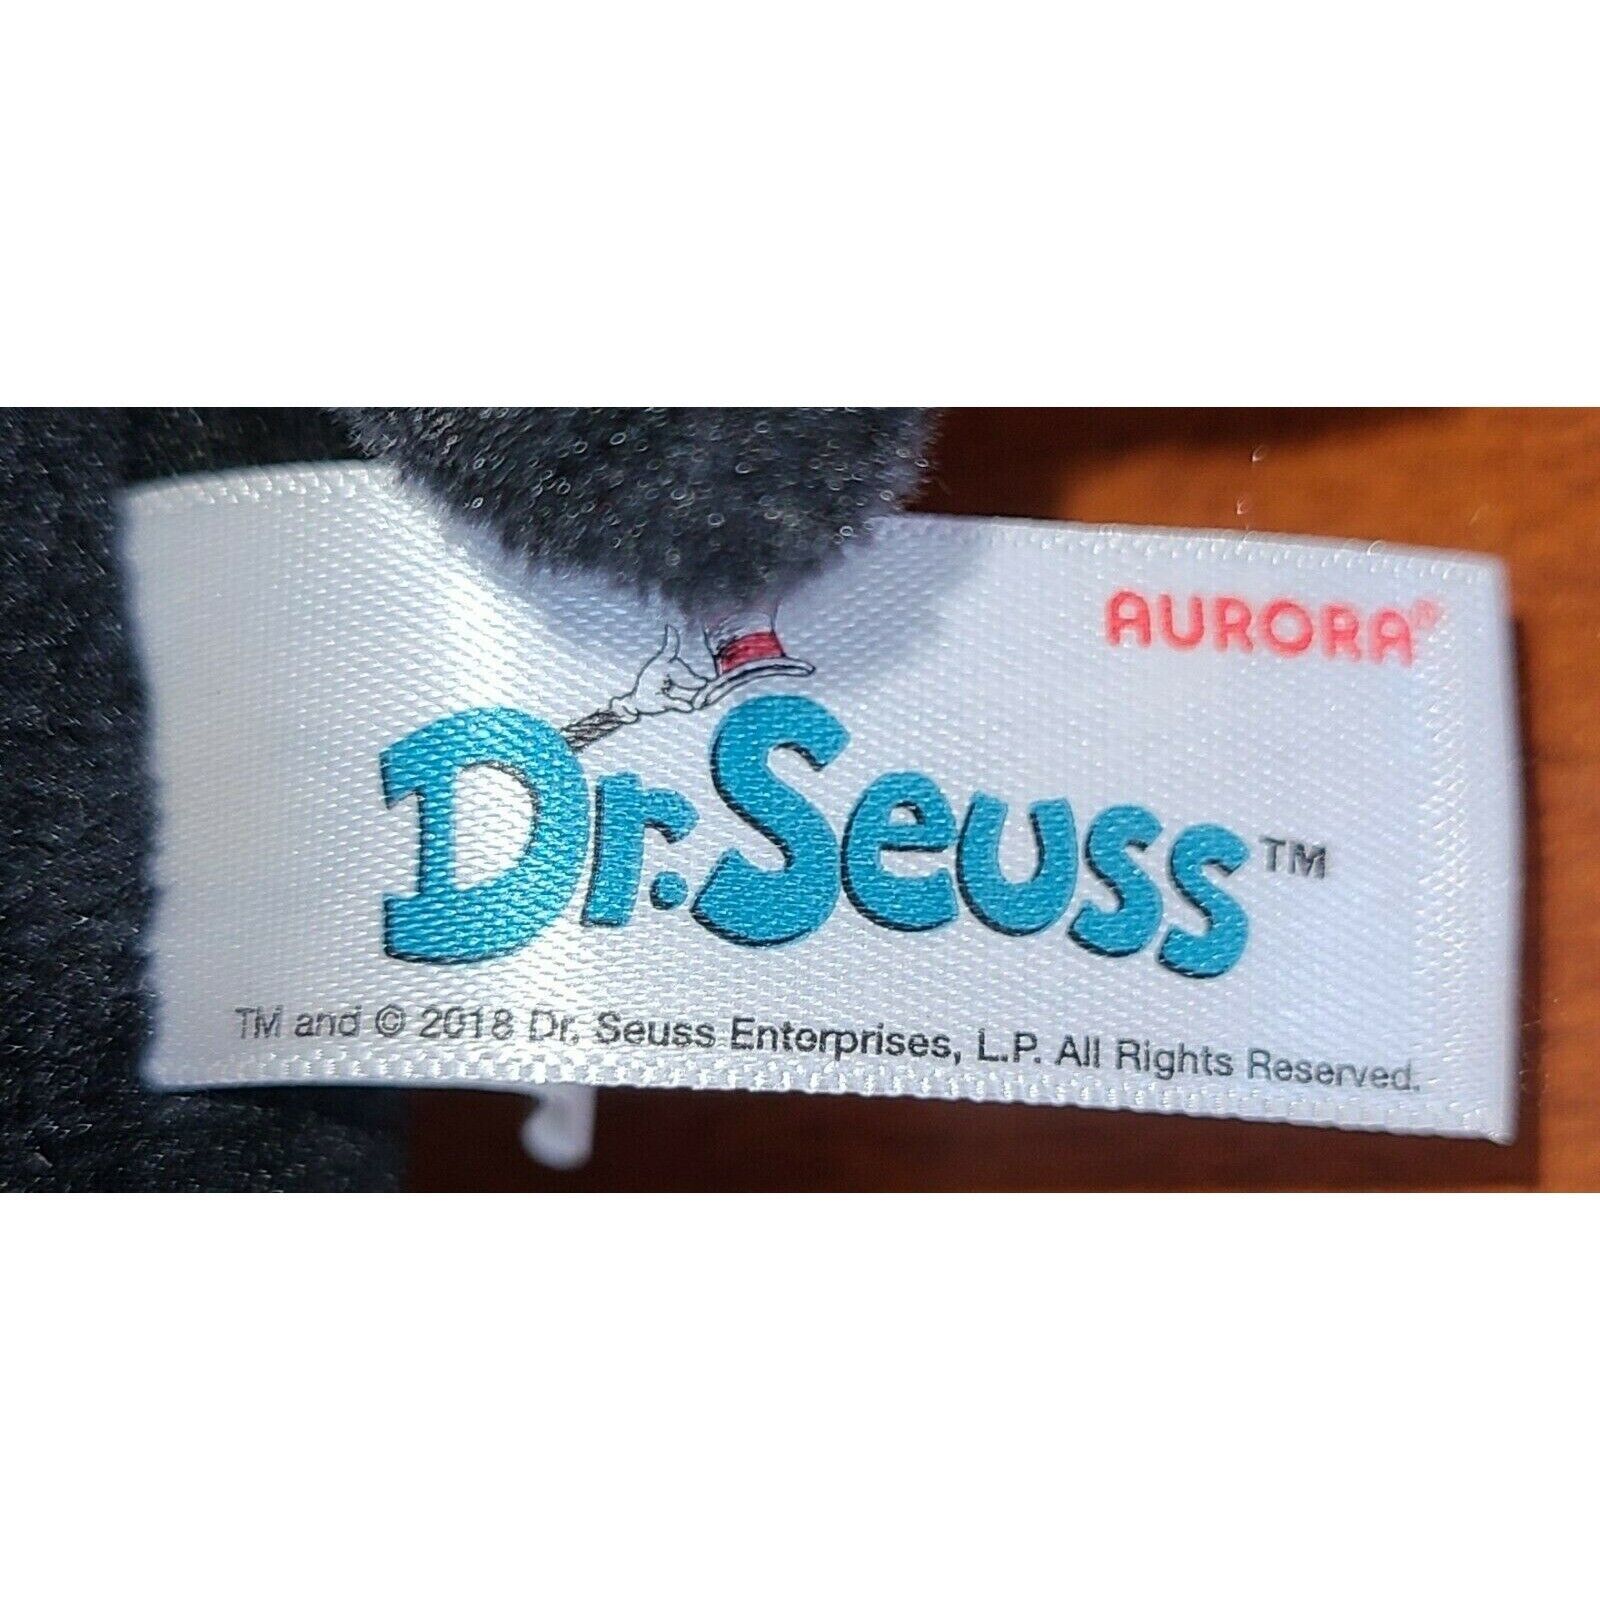 AURORA®
Dr. Seuss™
TM and © 2018 Dr. Seuss Enterprises, L.P. All Rights Reserved.